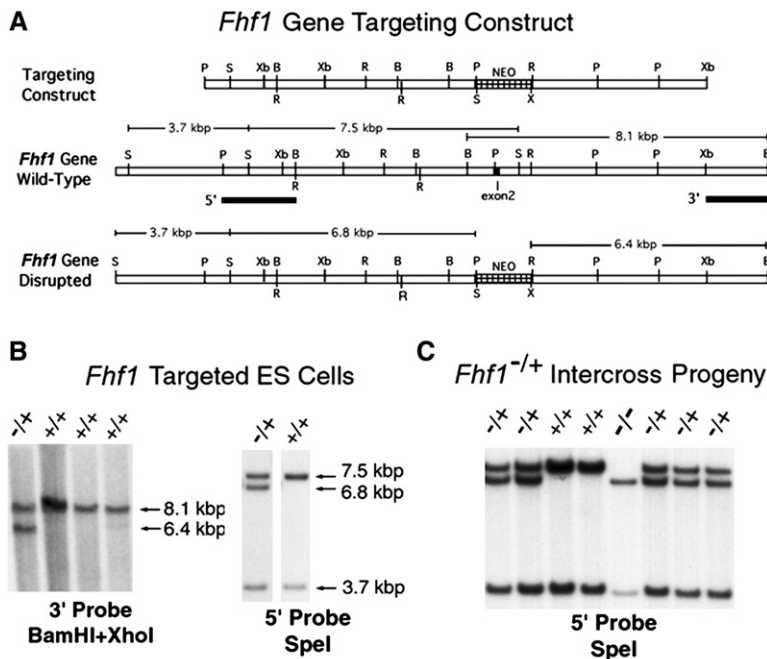 A
Fhf1 Gene Targeting Construct
Targeting Construct
P S Xb B Xb R B B P NEO R P P Xb
R R S X
3.7 kbp 7.5 kbp 8.1 kbp
Fhf1 Gene Wild-Type
S P S Xb B Xb R B B P S R P P Xb B
R R exon2
5' 3'
3.7 kbp 6.8 kbp 6.4 kbp
Fhf1 Gene Disrupted
S P S Xb B Xb R B B P NEO R P P Xb B
R R S X
B
Fhf1 Targeted ES Cells
-/+ +/+ +/+ +/+
8.1 kbp
6.4 kbp
3' Probe
BamHI+XhoI
-/+ +/+
7.5 kbp
6.8 kbp
3.7 kbp
5' Probe
SpeI
C
Fhf1-/+ Intercross Progeny
-/+ -/+ +/+ +/+ -/- -/+ -/+ -/+
5' Probe
SpeI